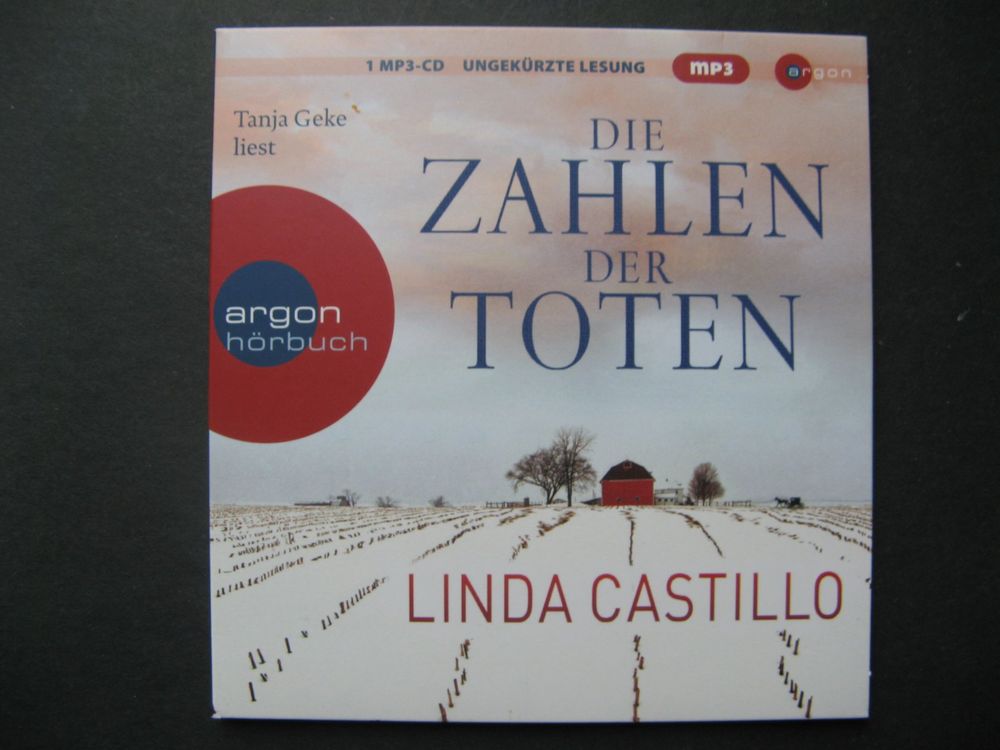 1 MP3-CD UNGEKÜRZTE LESUNG MP3 argon
Tanja Geke
liest
DIE
ZAHLEN
DER
TOTEN
argon
hörbuch
LINDA CASTILLO